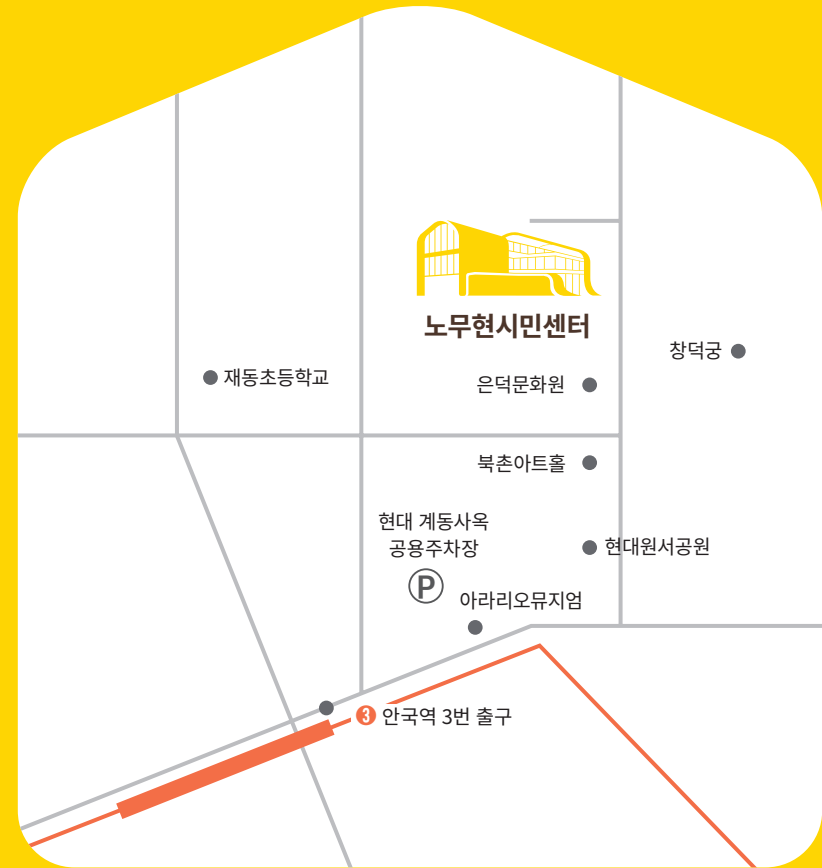 노무현시민센터
창덕궁
재동초등학교
은덕문화원
북촌아트홀
현대 계동사옥
공용주차장
현대원서공원
P
아라리오뮤지엄
3 안국역 3번 출구